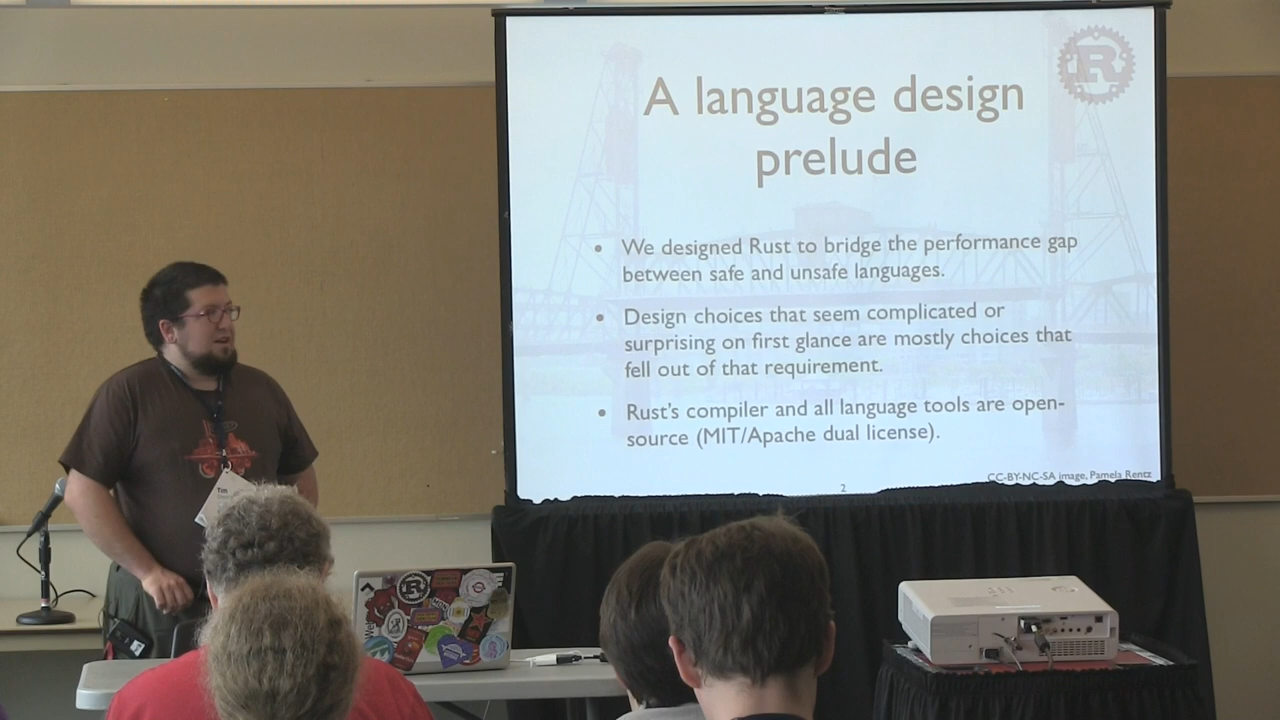 R
A language design
prelude
• We designed Rust to bridge the performance gap
between safe and unsafe languages.
• Design choices that seem complicated or
surprising on first glance are mostly choices that
fell out of that requirement.
• Rust's compiler and all language tools are open-
source (MIT/Apache dual license).
CC-BY-NC-SA image, Pamela Rentz
2
Tim
R